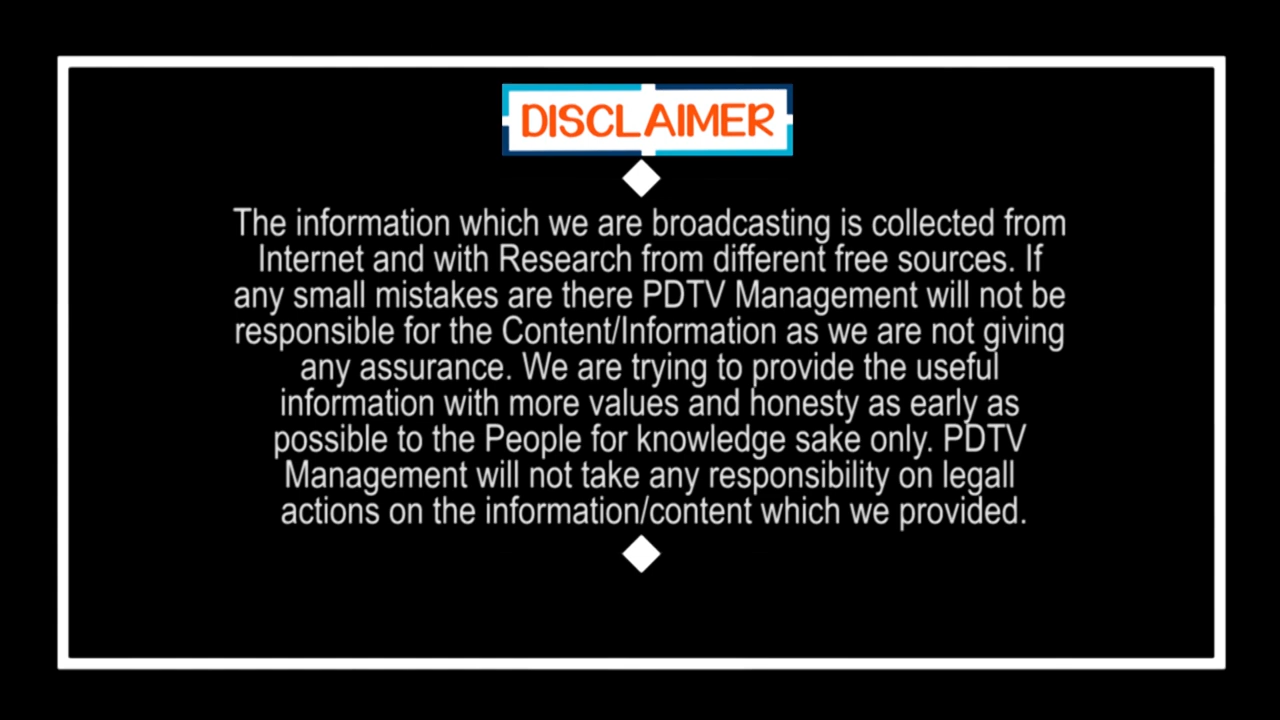 DISCLAIMER
The information which we are broadcasting is collected from
Internet and with Research from different free sources. If
any small mistakes are there PDTV Management will not be
responsible for the Content/Information as we are not giving
any assurance. We are trying to provide the useful
information with more values and honesty as early as
possible to the People for knowledge sake only. PDTV
Management will not take any responsibility on legall
actions on the information/content which we provided.